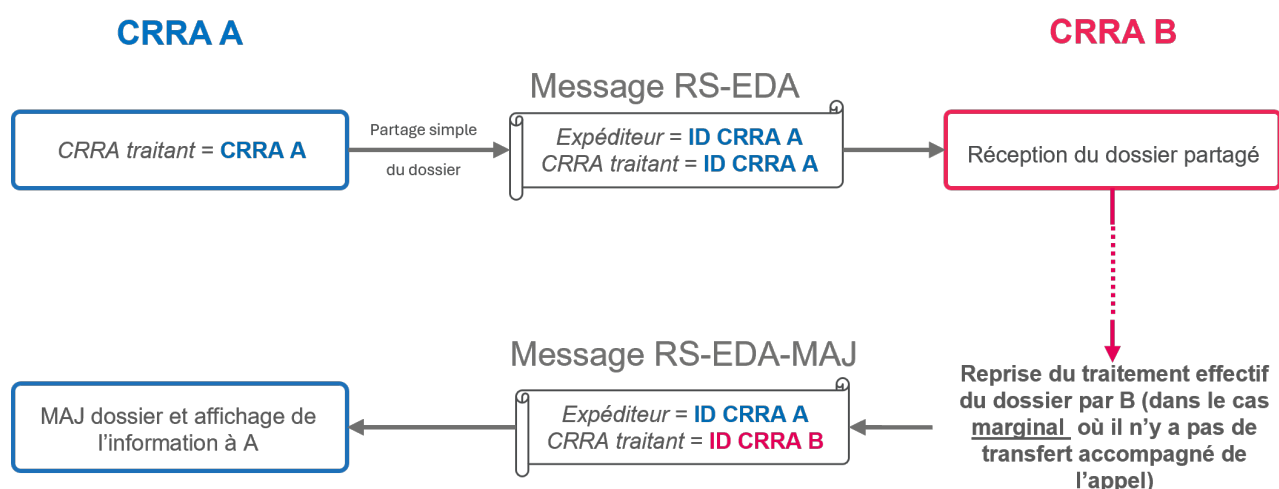 CRRA A
CRRA B
Message RS-EDA
CRRA traitant = CRRA A
Partage simple
du dossier
Expéditeur = ID CRRA A
CRRA traitant = ID CRRA A
Réception du dossier partagé
Message RS-EDA-MAJ
MAJ dossier et affichage de
l’information à A
Expéditeur = ID CRRA A
CRRA traitant = ID CRRA B
Reprise du traitement effectif
du dossier par B (dans le cas
marginal où il n’y a pas de
transfert accompagné de
l’appel)